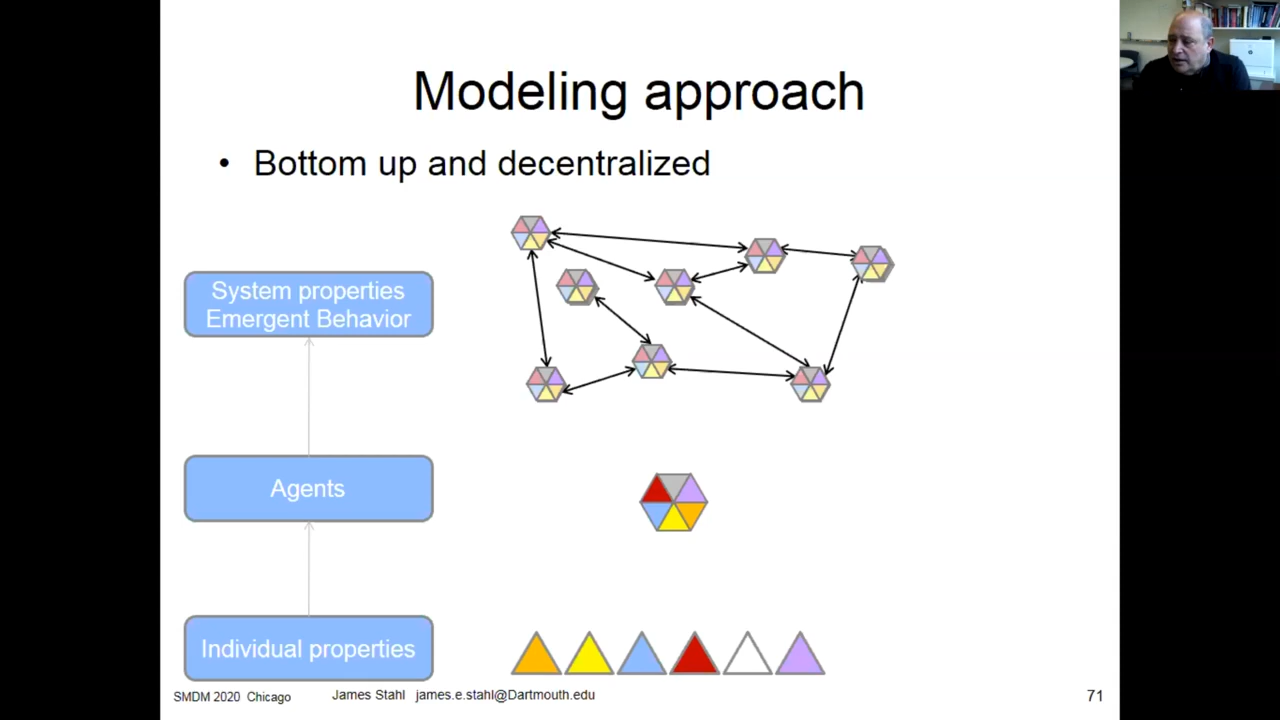 Modeling approach
• Bottom up and decentralized
System properties
Emergent Behavior
Agents
Individual properties
SMDM 2020 Chicago James Stahl james.e.stahl@Dartmouth.edu 71